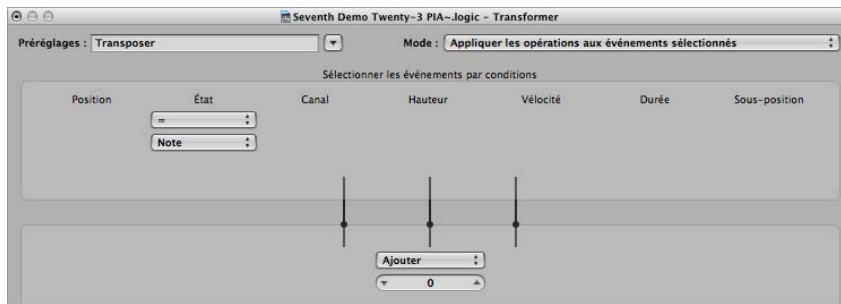 Seventh Demo Twenty-3 PIA~.logic – Transformer
Préréglages : Transposer Mode : Appliquer les opérations aux événements sélectionnés
Sélectionner les événements par conditions
Position État Canal Hauteur Vélocité Durée Sous-position
=
Note
Ajouter
0